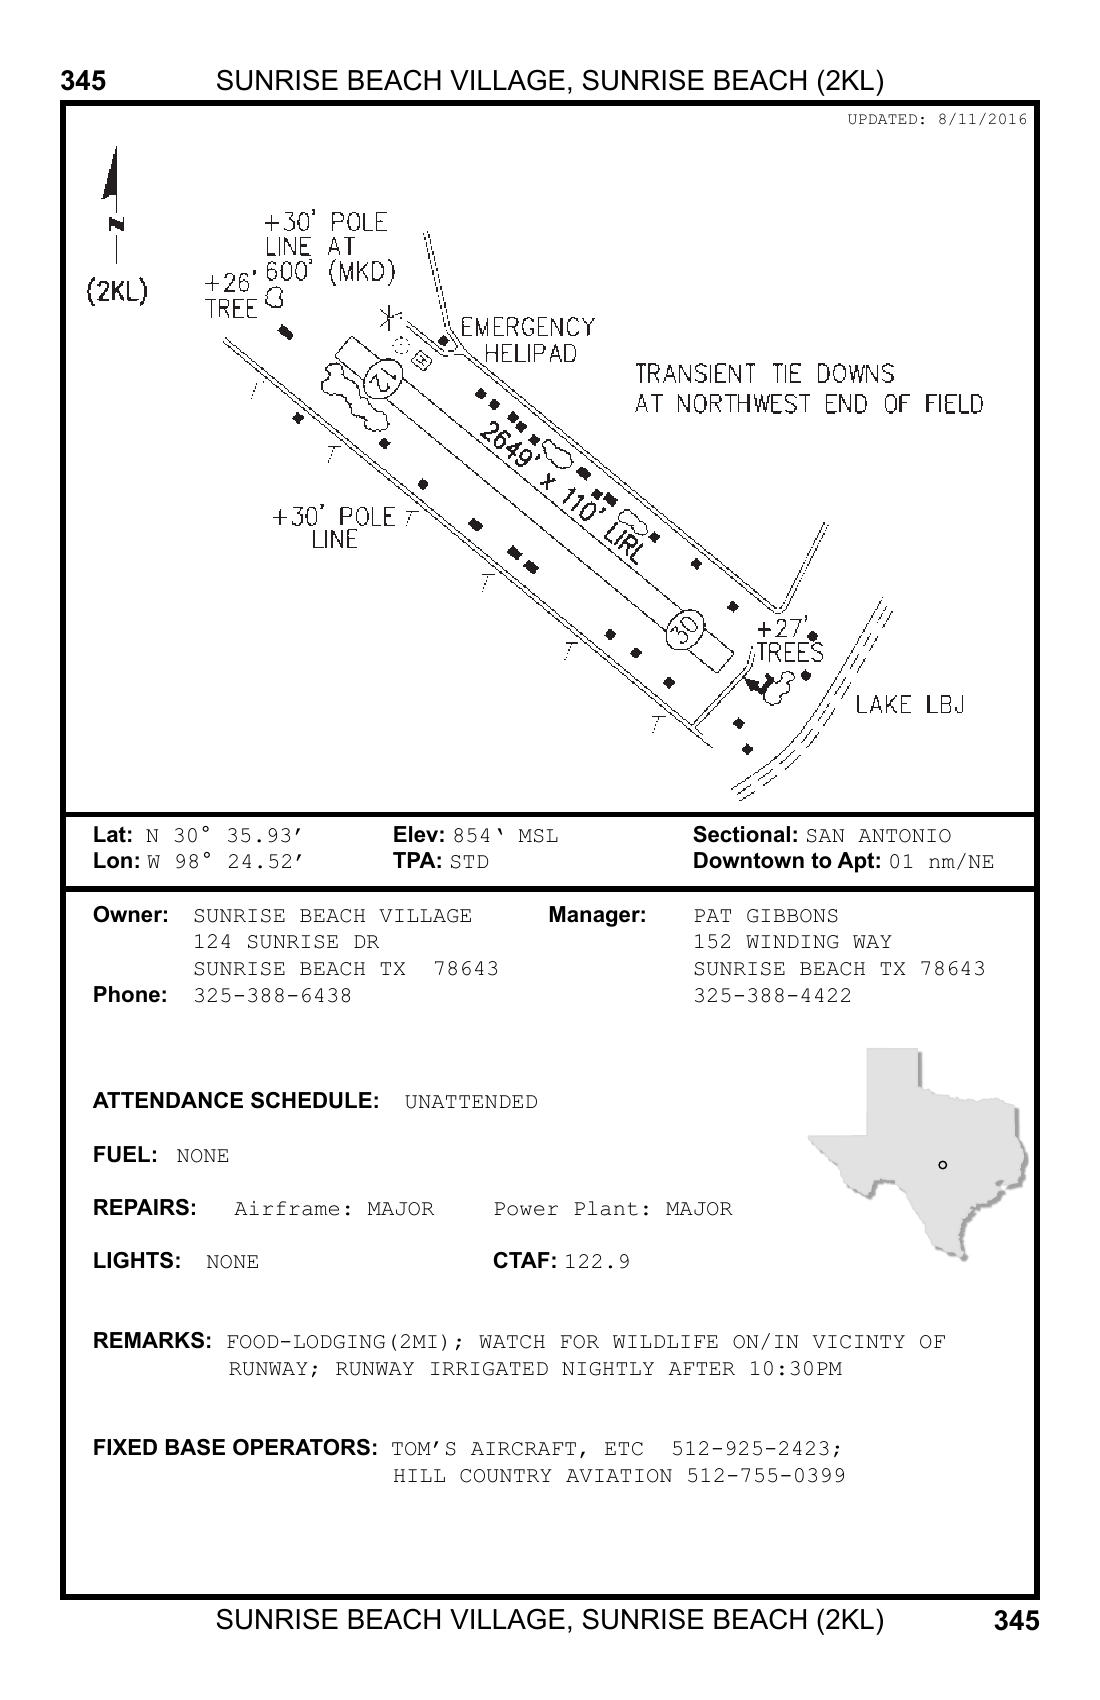 345 SUNRISE BEACH VILLAGE, SUNRISE BEACH (2KL)
UPDATED: 8/11/2016
N
(2KL)
+30' POLE
LINE AT
600' (MKD)
+26'
TREE
EMERGENCY
HELIPAD
H
TRANSIENT TIE DOWNS
AT NORTHWEST END OF FIELD
12
2649' X 110' LIRL
+30' POLE
LINE
30
+27'
TREES
LAKE LBJ
Lat: N 30° 35.93’ Elev: 854‘ MSL Sectional: SAN ANTONIO
Lon: W 98° 24.52’ TPA: STD Downtown to Apt: 01 nm/NE
Owner: SUNRISE BEACH VILLAGE Manager: PAT GIBBONS
124 SUNRISE DR 152 WINDING WAY
SUNRISE BEACH TX 78643 SUNRISE BEACH TX 78643
Phone: 325-388-6438 325-388-4422
ATTENDANCE SCHEDULE: UNATTENDED
FUEL: NONE
REPAIRS: Airframe: MAJOR Power Plant: MAJOR
LIGHTS: NONE CTAF: 122.9
REMARKS: FOOD-LODGING(2MI); WATCH FOR WILDLIFE ON/IN VICINTY OF
RUNWAY; RUNWAY IRRIGATED NIGHTLY AFTER 10:30PM
FIXED BASE OPERATORS: TOM’S AIRCRAFT, ETC 512-925-2423;
HILL COUNTRY AVIATION 512-755-0399
SUNRISE BEACH VILLAGE, SUNRISE BEACH (2KL) 345